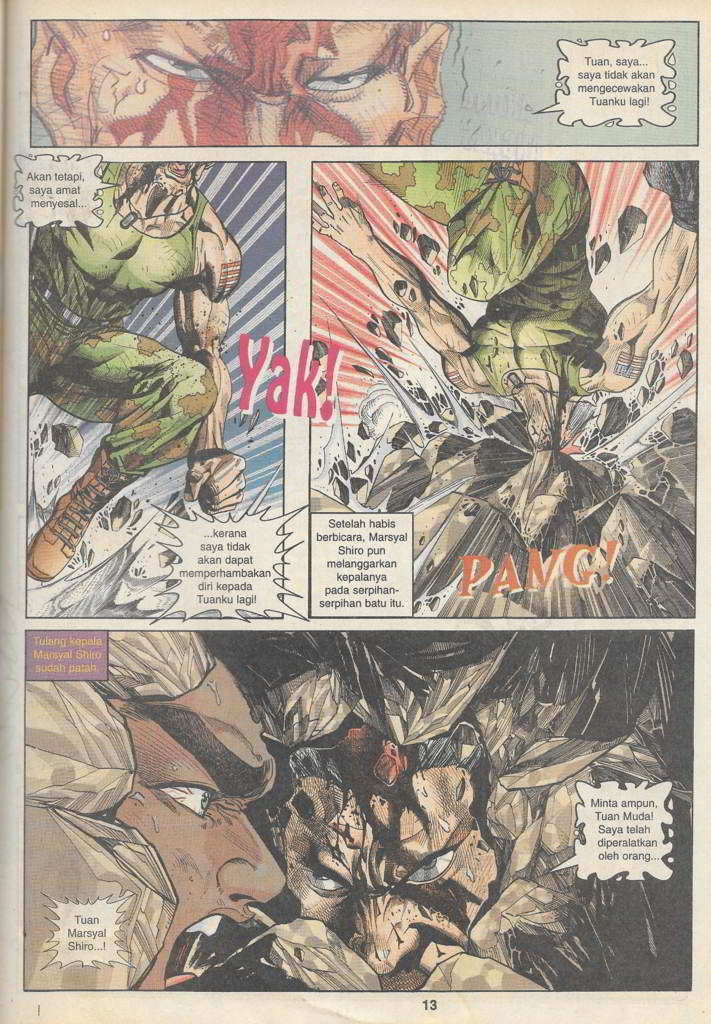 Tuan, saya...
saya tidak akan
mengecewakan
Tuanku lagi!
Akan tetapi,
saya amat
menyesal...
Yak!
...kerana
saya tidak
akan dapat
memperhambakan
diri kepada
Tuanku lagi!
Setelah habis
berbicara, Marsyal
Shiro pun
melanggarkan
kepalanya
pada serpihan-
serpihan batu itu.
PANG!
Tulang kepala
Marsyal Shiro
sudah patah.
Minta ampun,
Tuan Muda!
Saya telah
diperalatkan
oleh orang...
Tuan
Marsyal
Shiro...!
13